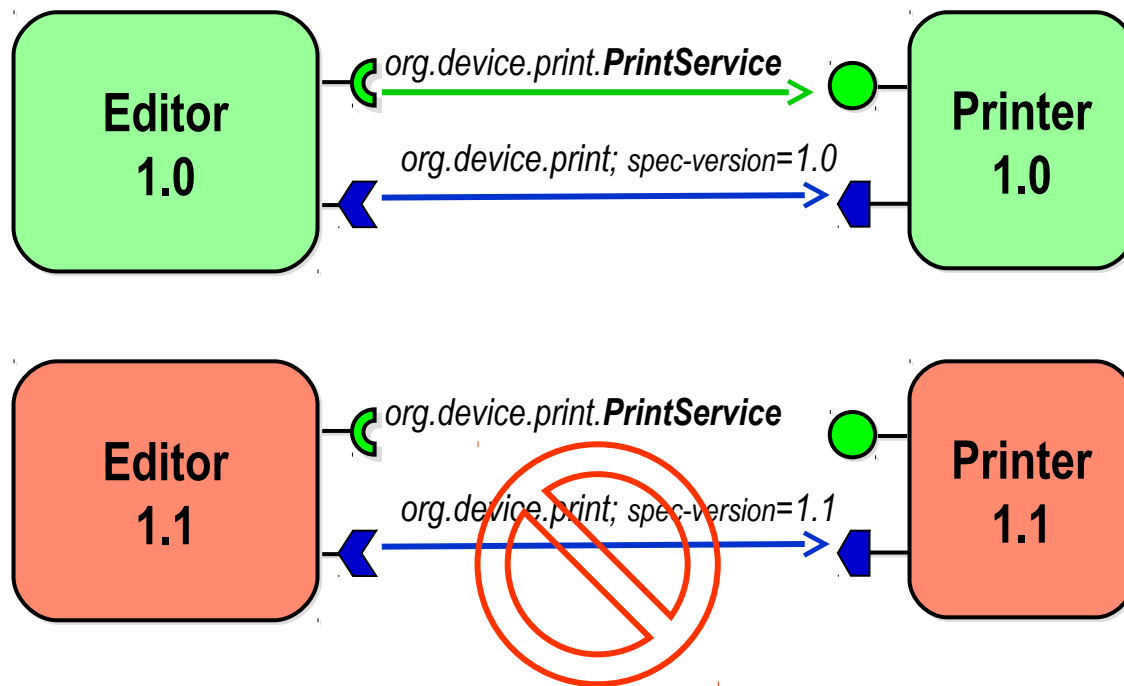 Editor
1.0
org.device.print.PrintService
org.device.print; spec-version=1.0
Printer
1.0
Editor
1.1
org.device.print.PrintService
org.device.print; spec-version=1.1
Printer
1.1